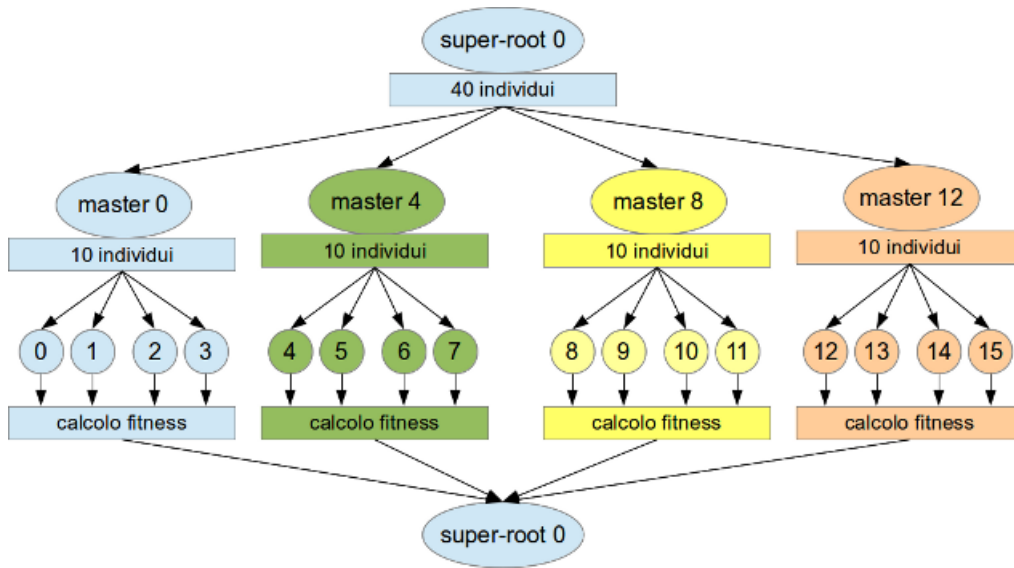 super-root 0
40 individui
master 0
master 4
master 8
master 12
10 individui
10 individui
10 individui
10 individui
0 1 2 3
4 5 6 7
8 9 10 11
12 13 14 15
calcolo fitness
calcolo fitness
calcolo fitness
calcolo fitness
super-root 0